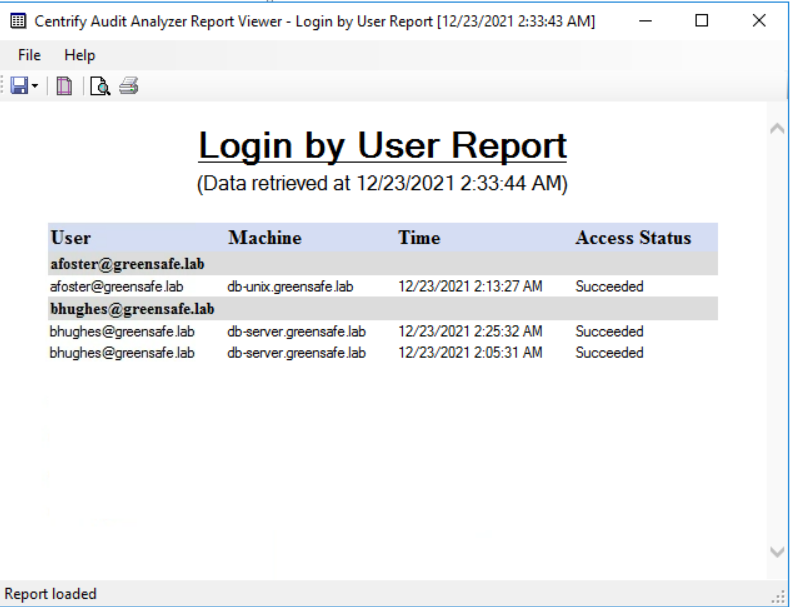 Centrify Audit Analyzer Report Viewer - Login by User Report [12/23/2021 2:33:43 AM]
File Help
Login by User Report
(Data retrieved at 12/23/2021 2:33:44 AM)
User Machine Time Access Status
afoster@greensafe.lab
afoster@greensafe.lab db-unix.greensafe.lab 12/23/2021 2:13:27 AM Succeeded
bhughes@greensafe.lab
bhughes@greensafe.lab db-server.greensafe.lab 12/23/2021 2:25:32 AM Succeeded
bhughes@greensafe.lab db-server.greensafe.lab 12/23/2021 2:05:31 AM Succeeded
Report loaded